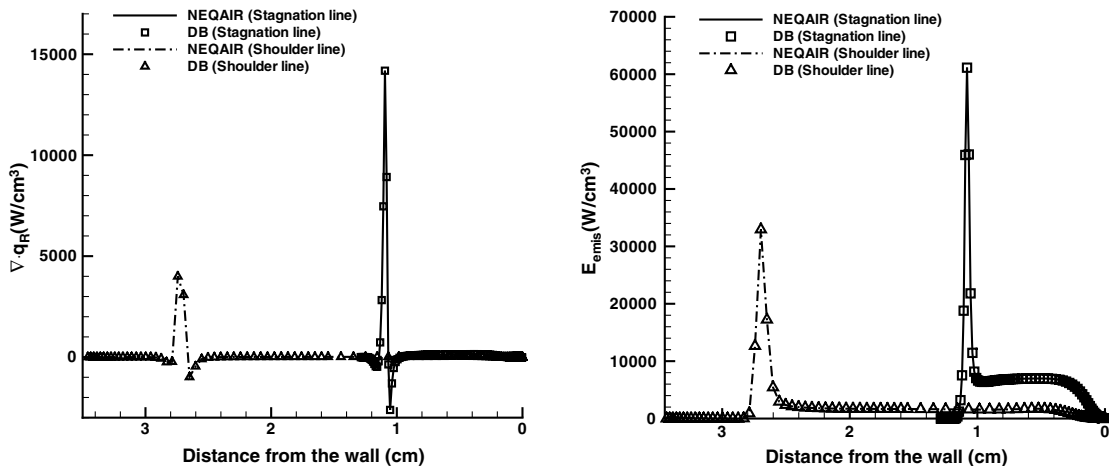 NEQAIR (Stagnation line)
DB (Stagnation line)
NEQAIR (Shoulder line)
DB (Shoulder line)
15000
10000
5000
0
∇·q_R(W/cm³)
3
2
1
0
Distance from the wall (cm)
NEQAIR (Stagnation line)
DB (Stagnation line)
NEQAIR (Shoulder line)
DB (Shoulder line)
70000
60000
50000
40000
30000
20000
10000
0
E_emis(W/cm³)
3
2
1
0
Distance from the wall (cm)